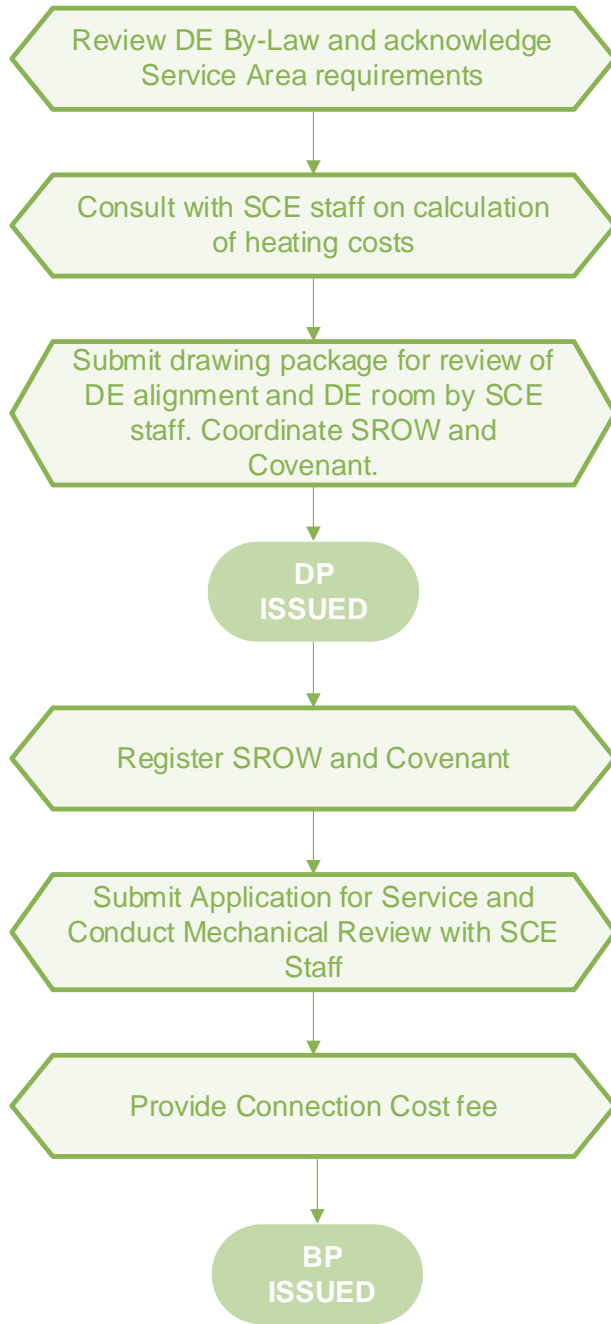 Review DE By-Law and acknowledge
Service Area requirements
Consult with SCE staff on calculation
of heating costs
Submit drawing package for review of
DE alignment and DE room by SCE
staff. Coordinate SROW and
Covenant.
DP
ISSUED
Register SROW and Covenant
Submit Application for Service and
Conduct Mechanical Review with SCE
Staff
Provide Connection Cost fee
BP
ISSUED